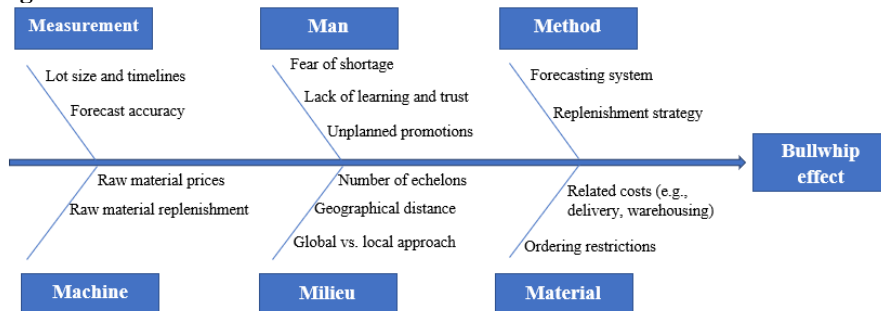 Measurement
Man
Method
Lot size and timelines
Forecast accuracy
Fear of shortage
Lack of learning and trust
Unplanned promotions
Forecasting system
Replenishment strategy
Bullwhip
effect
Raw material prices
Raw material replenishment
Number of echelons
Geographical distance
Global vs. local approach
Related costs (e.g.,
delivery, warehousing)
Ordering restrictions
Machine
Milieu
Material